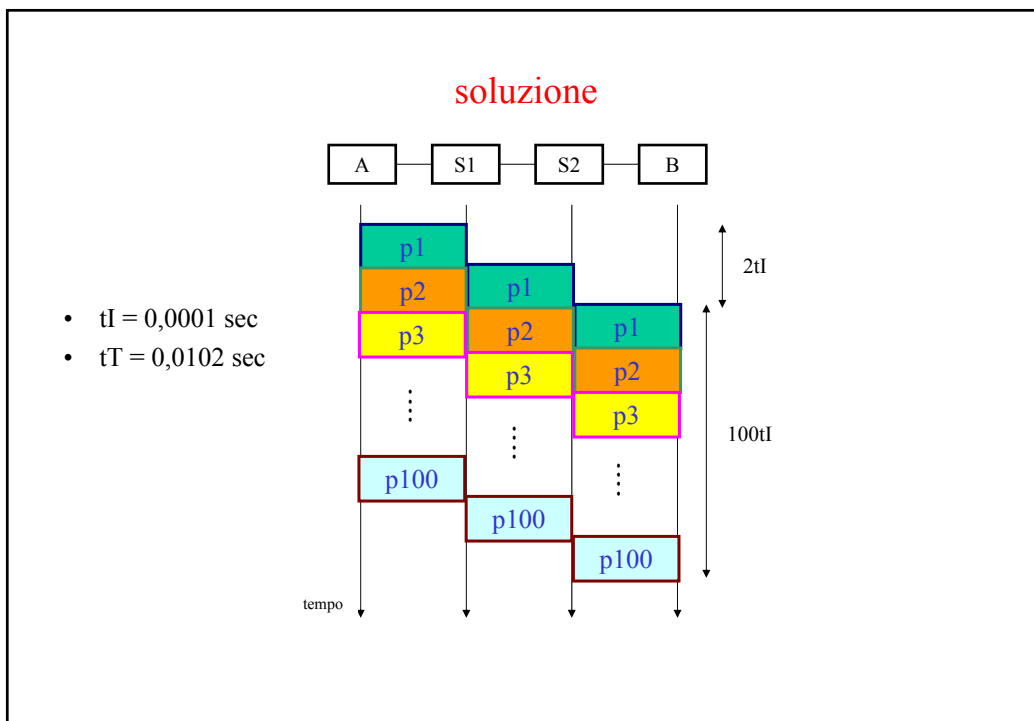 soluzione
A S1 S2 B
p1
p2
p3
p100
p1
p2
p3
p100
p1
p2
p3
p100
2tI
100tI
• tI = 0,0001 sec
• tT = 0,0102 sec
tempo